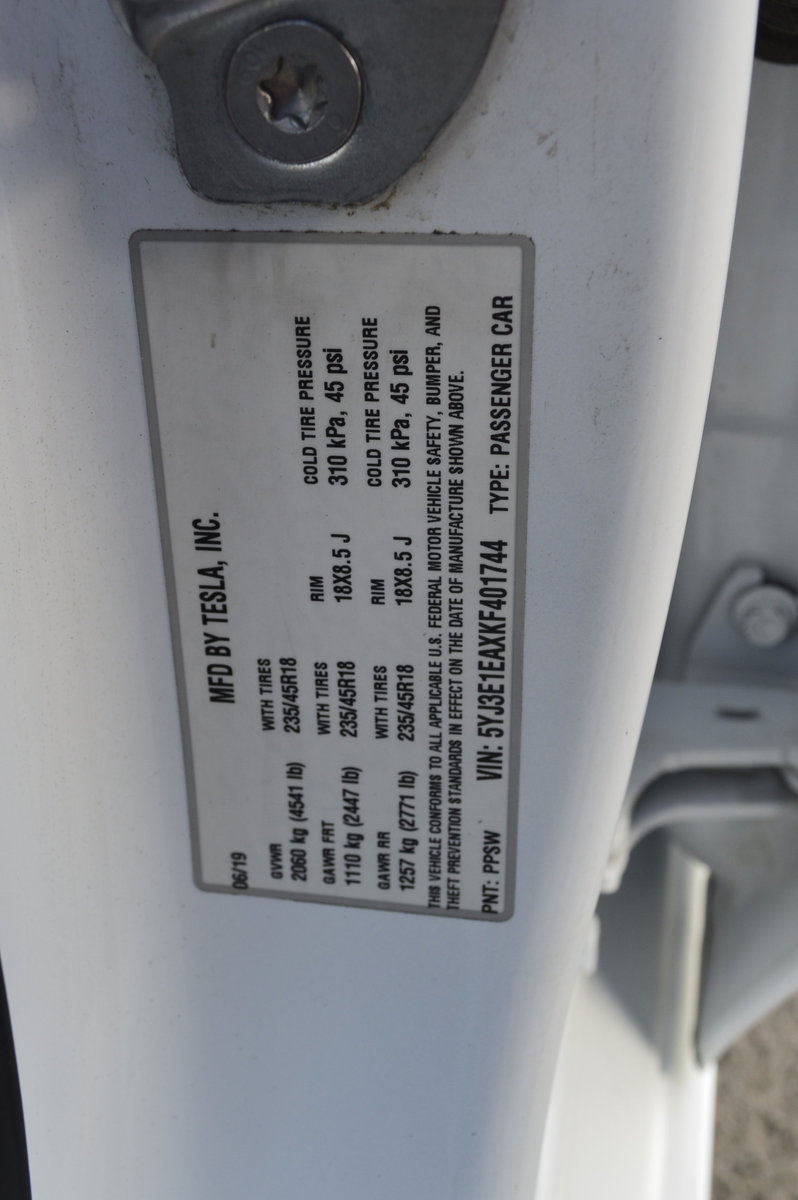 MFD BY TESLA, INC.
06/19
GVWR WITH TIRES
2060 kg (4541 lb) 235/45R18
GAWR FRT WITH TIRES RIM COLD TIRE PRESSURE
1110 kg (2447 lb) 235/45R18 18X8.5 J 310 kPa, 45 psi
GAWR RR WITH TIRES RIM COLD TIRE PRESSURE
1257 kg (2771 lb) 235/45R18 18X8.5 J 310 kPa, 45 psi
THIS VEHICLE CONFORMS TO ALL APPLICABLE U.S. FEDERAL MOTOR VEHICLE SAFETY, BUMPER, AND
THEFT PREVENTION STANDARDS IN EFFECT ON THE DATE OF MANUFACTURE SHOWN ABOVE.
PNT: PPSW VIN: 5YJ3E1EAXKF401744 TYPE: PASSENGER CAR